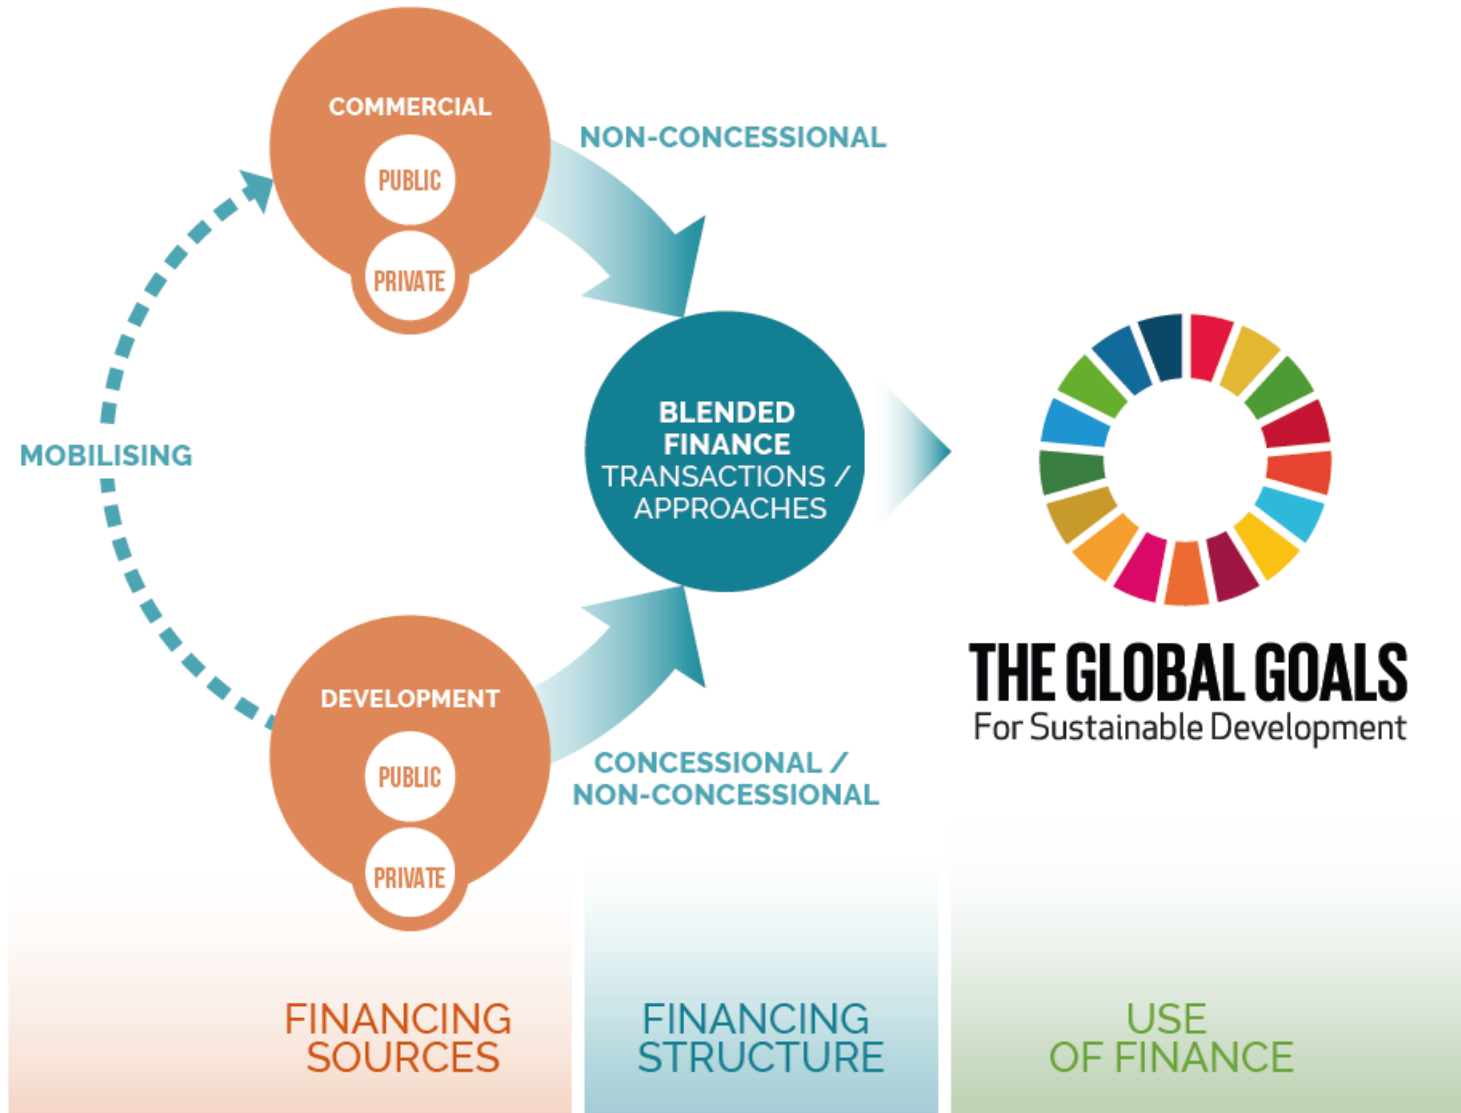 COMMERCIAL
PUBLIC
PRIVATE
NON-CONCESSIONAL
MOBILISING
BLENDED
FINANCE
TRANSACTIONS /
APPROACHES
DEVELOPMENT
PUBLIC
PRIVATE
CONCESSIONAL /
NON-CONCESSIONAL
THE GLOBAL GOALS
For Sustainable Development
FINANCING
SOURCES
FINANCING
STRUCTURE
USE
OF FINANCE